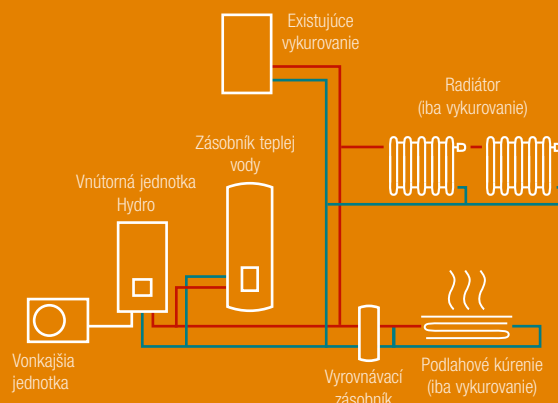 Existujúce
vykurovanie
Radiátor
(iba vykurovanie)
Zásobník teplej
vody
Vnútorná jednotka
Hydro
Vonkajšia
jednotka
Vyrovnávací
zásobník
Podlahové kúrenie
(iba vykurovanie)